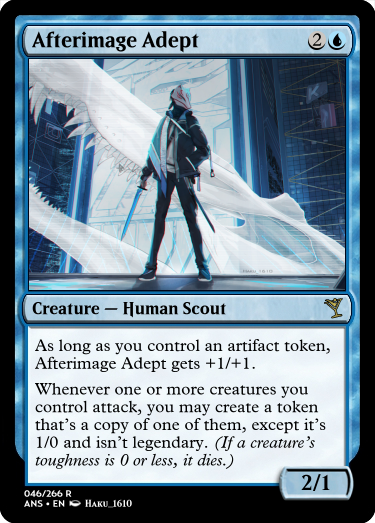 Afterimage Adept 2
Creature — Human Scout
As long as you control an artifact token,
Afterimage Adept gets +1/+1.
Whenever one or more creatures you
control attack, you may create a token
that's a copy of one of them, except it's
1/0 and isn't legendary. (If a creature's
toughness is 0 or less, it dies.)
2/1
046/266 R
ANS • EN Haku_1610